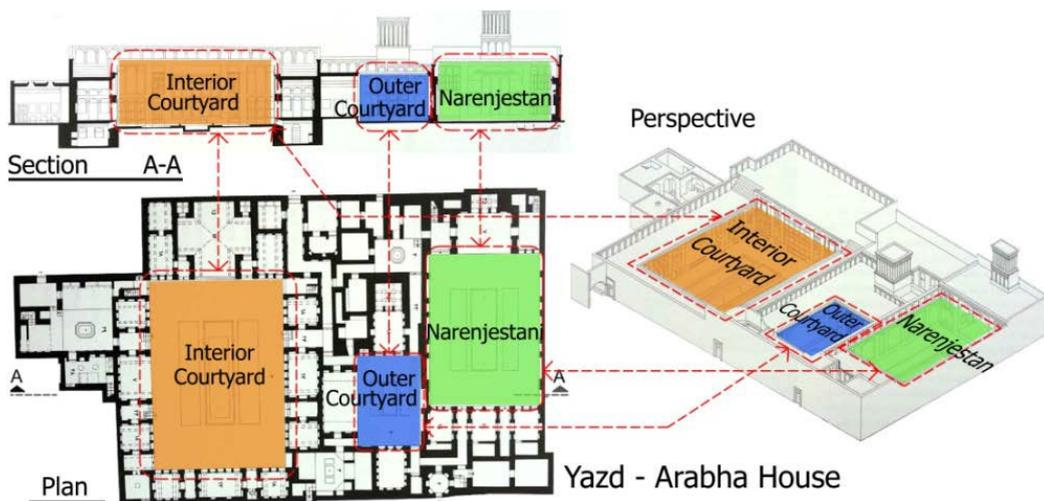 Interior
Courtyard
Outer
Courtyard
Narenjestan
Section A-A
Perspective
Interior
Courtyard
Outer
Courtyard
Narenjestan
Interior
Courtyard
Outer
Courtyard
Narenjestan
A
A
Plan
Yazd - Arabha House